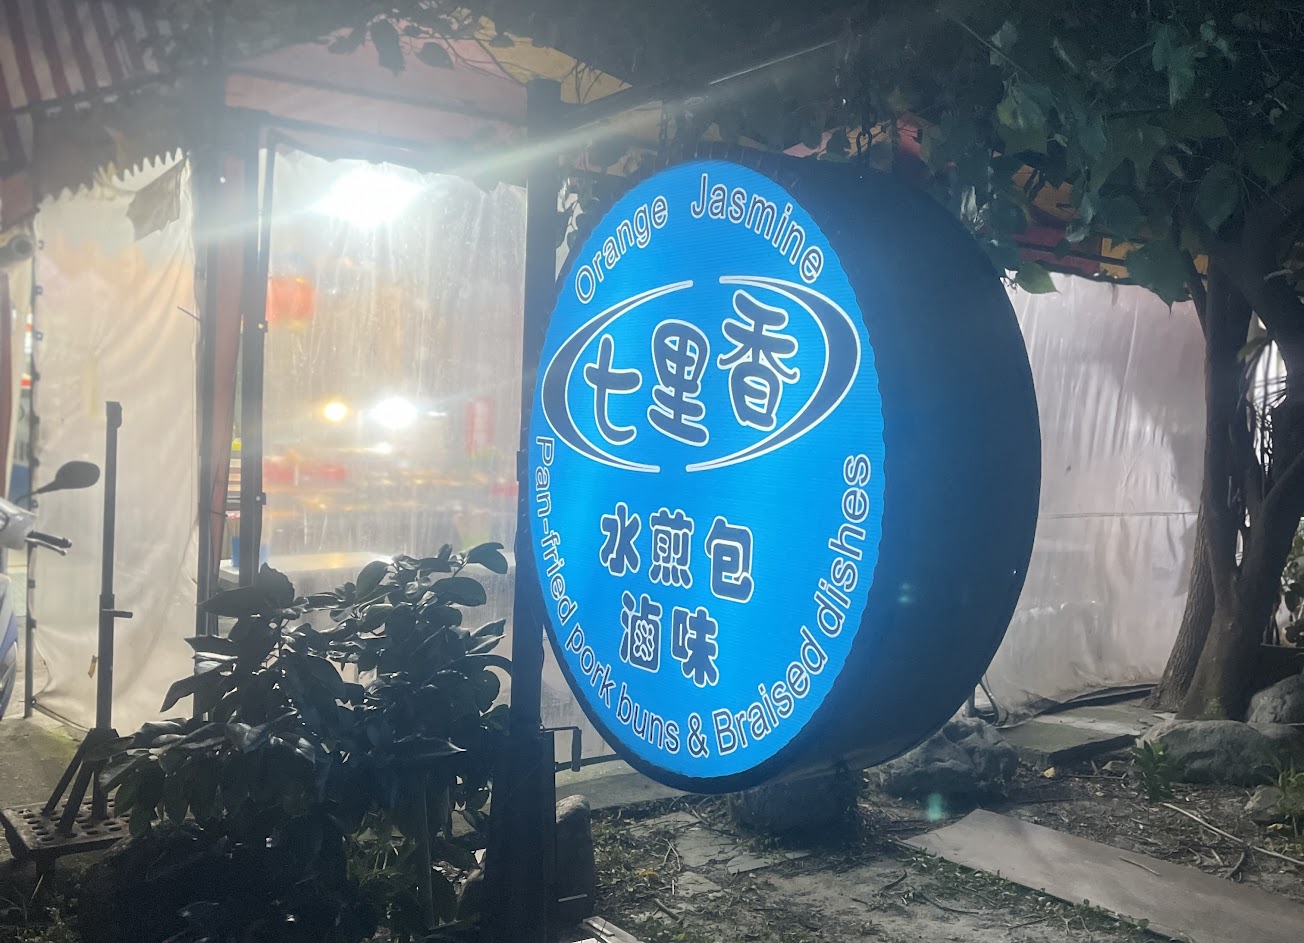 Orange Jasmine
七里香
水煎包
滷味
Pan-fried pork buns & Braised dishes